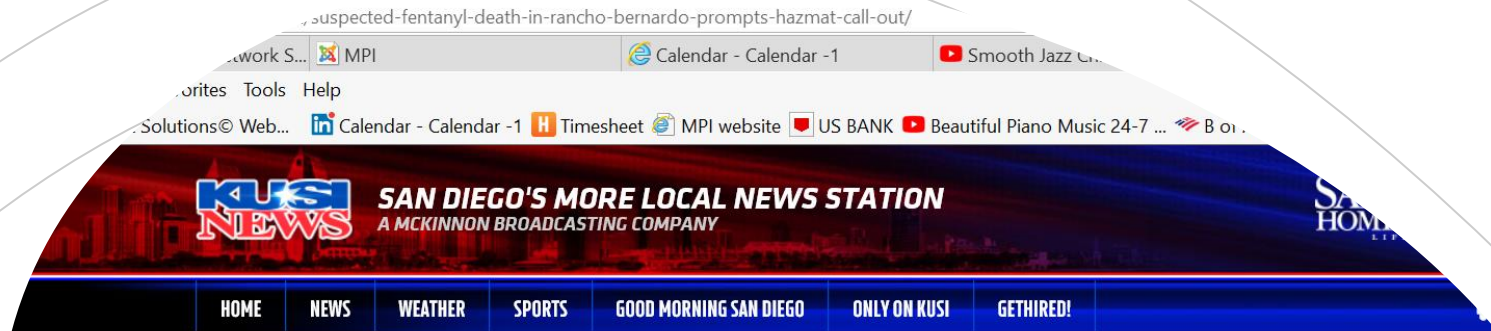 /suspected-fentanyl-death-in-rancho-bernardo-prompts-hazmat-call-out/
S... MPI Calendar - Calendar -1 Smooth Jazz
Tools Help
Solutions© Web... Calendar - Calendar -1 Timesheet MPI website US BANK Beautiful Piano Music 24-7 ... B
KUSI NEWS
SAN DIEGO'S MORE LOCAL NEWS STATION
A MCKINNON BROADCASTING COMPANY
HOME NEWS WEATHER SPORTS GOOD MORNING SAN DIEGO ONLY ON KUSI GETHIRED!